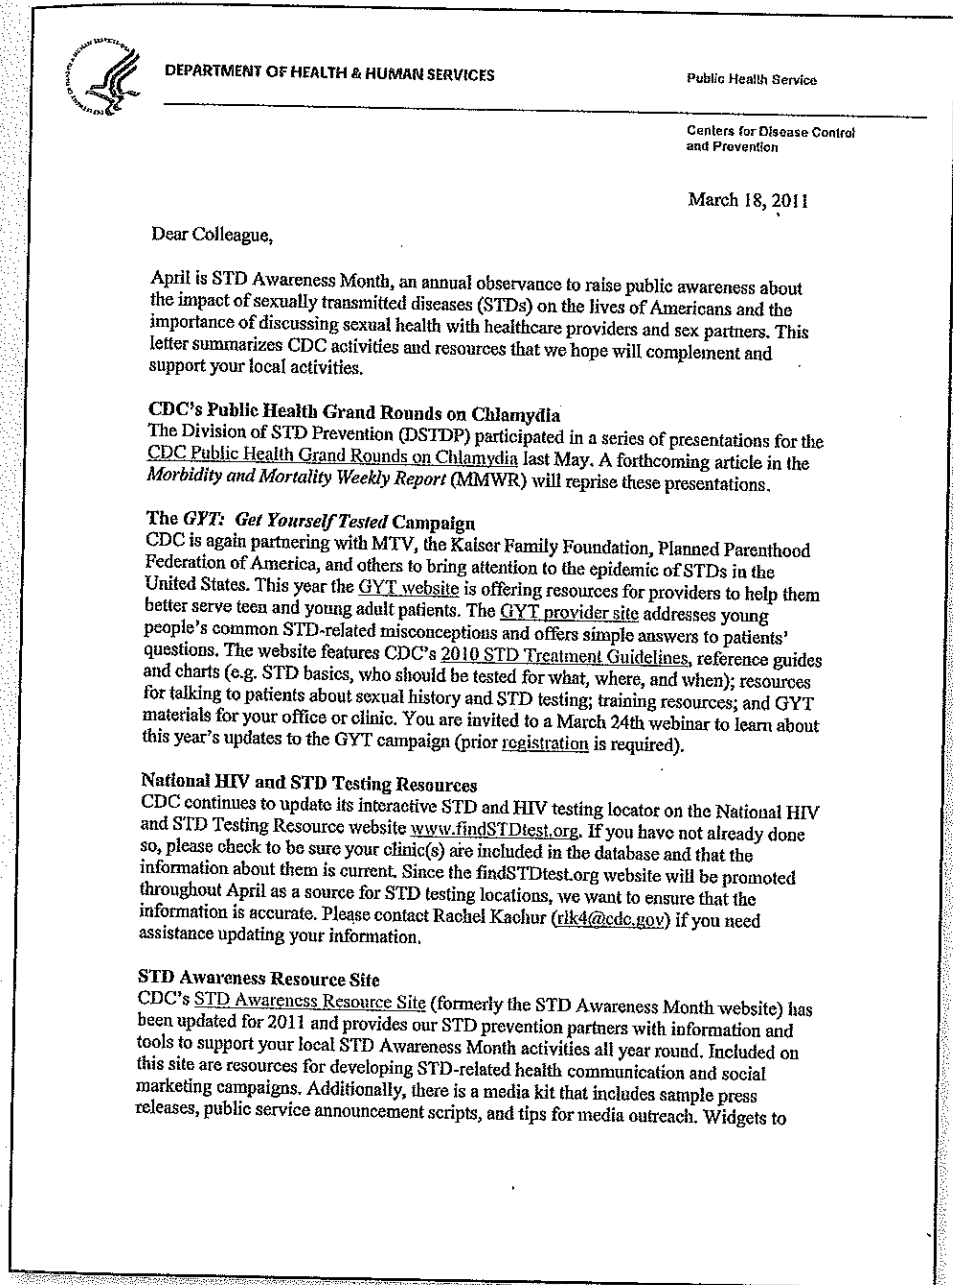 DEPARTMENT OF HEALTH & HUMAN SERVICES
Public Health Service
Centers for Disease Control
and Prevention
March 18, 2011
Dear Colleague,
April is STD Awareness Month, an annual observance to raise public awareness about
the impact of sexually transmitted diseases (STDs) on the lives of Americans and the
importance of discussing sexual health with healthcare providers and sex partners. This
letter summarizes CDC activities and resources that we hope will complement and
support your local activities.
CDC's Public Health Grand Rounds on Chlamydia
The Division of STD Prevention (DSTDP) participated in a series of presentations for the
CDC Public Health Grand Rounds on Chlamydia last May. A forthcoming article in the
Morbidity and Mortality Weekly Report (MMWR) will reprise these presentations.
The GYT: Get Yourself Tested Campaign
CDC is again partnering with MTV, the Kaiser Family Foundation, Planned Parenthood
Federation of America, and others to bring attention to the epidemic of STDs in the
United States. This year the GYT website is offering resources for providers to help them
better serve teen and young adult patients. The GYT provider site addresses young
people's common STD-related misconceptions and offers simple answers to patients'
questions. The website features CDC's 2010 STD Treatment Guidelines, reference guides
and charts (e.g. STD basics, who should be tested for what, where, and when); resources
for talking to patients about sexual history and STD testing; training resources; and GYT
materials for your office or clinic. You are invited to a March 24th webinar to learn about
this year's updates to the GYT campaign (prior registration is required).
National HIV and STD Testing Resources
CDC continues to update its interactive STD and HIV testing locator on the National HIV
and STD Testing Resource website www.findSTDtest.org. If you have not already done
so, please check to be sure your clinic(s) are included in the database and that the
information about them is current. Since the findSTDtest.org website will be promoted
throughout April as a source for STD testing locations, we want to ensure that the
information is accurate. Please contact Rachel Kachur (rlk4@cdc.gov) if you need
assistance updating your information.
STD Awareness Resource Site
CDC's STD Awareness Resource Site (formerly the STD Awareness Month website) has
been updated for 2011 and provides our STD prevention partners with information and
tools to support your local STD Awareness Month activities all year round. Included on
this site are resources for developing STD-related health communication and social
marketing campaigns. Additionally, there is a media kit that includes sample press
releases, public service announcement scripts, and tips for media outreach. Widgets to